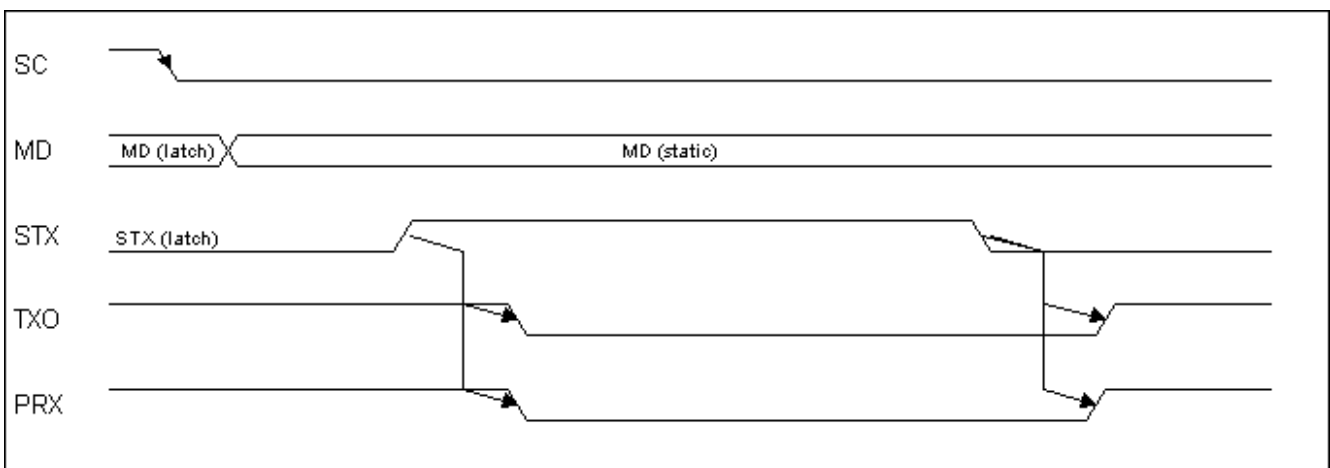 SC
MD
MD (latch)
MD (static)
STX
STX (latch)
TXO
PRX